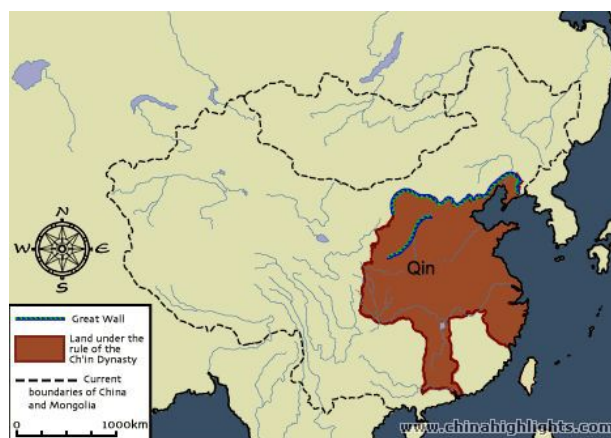 Qin
N
W
E
S
Great Wall
Land under the
rule of the
Ch'in Dynasty
Current
boundaries of China
and Mongolia
0 1000km
www.chinahighlights.com